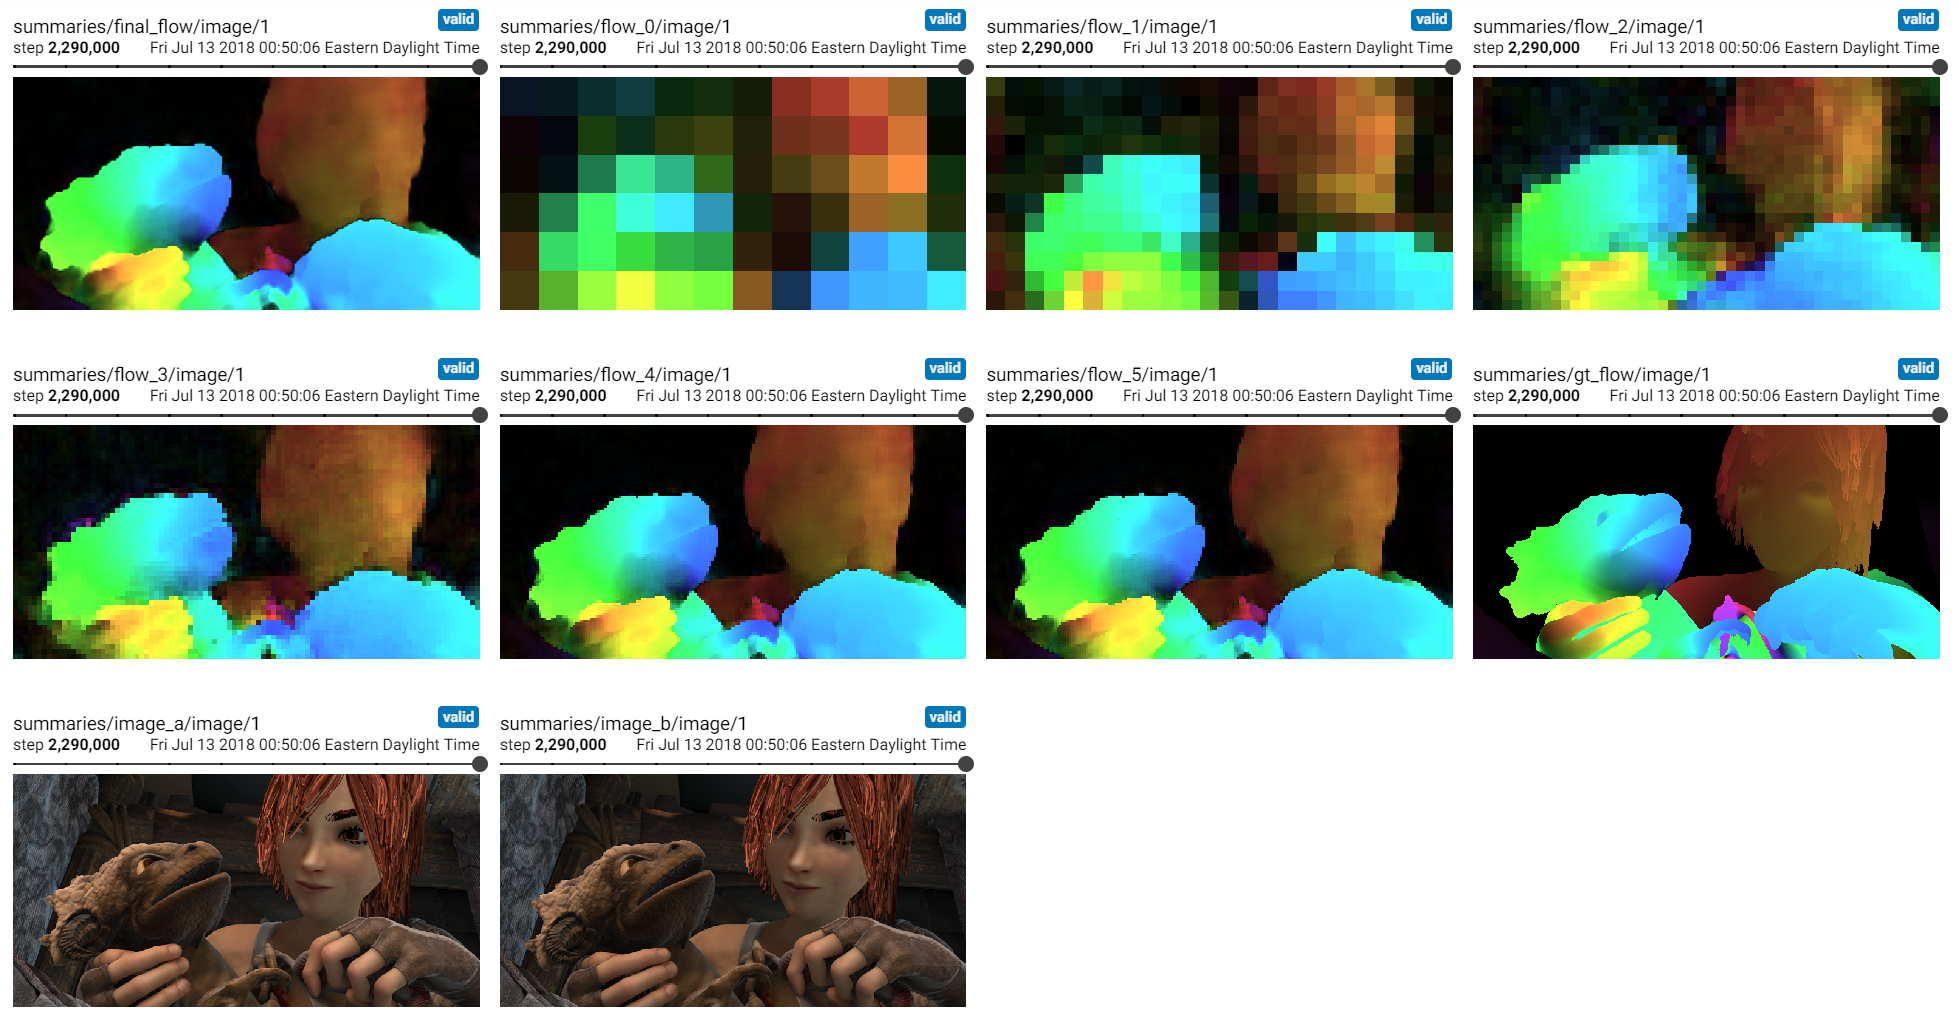 summaries/final_flow/image/1 valid
step 2,290,000 Fri Jul 13 2018 00:50:06 Eastern Daylight Time
summaries/flow_0/image/1 valid
step 2,290,000 Fri Jul 13 2018 00:50:06 Eastern Daylight Time
summaries/flow_1/image/1 valid
step 2,290,000 Fri Jul 13 2018 00:50:06 Eastern Daylight Time
summaries/flow_2/image/1 valid
step 2,290,000 Fri Jul 13 2018 00:50:06 Eastern Daylight Time
summaries/flow_3/image/1 valid
step 2,290,000 Fri Jul 13 2018 00:50:06 Eastern Daylight Time
summaries/flow_4/image/1 valid
step 2,290,000 Fri Jul 13 2018 00:50:06 Eastern Daylight Time
summaries/flow_5/image/1 valid
step 2,290,000 Fri Jul 13 2018 00:50:06 Eastern Daylight Time
summaries/gt_flow/image/1 valid
step 2,290,000 Fri Jul 13 2018 00:50:06 Eastern Daylight Time
summaries/image_a/image/1 valid
step 2,290,000 Fri Jul 13 2018 00:50:06 Eastern Daylight Time
summaries/image_b/image/1 valid
step 2,290,000 Fri Jul 13 2018 00:50:06 Eastern Daylight Time